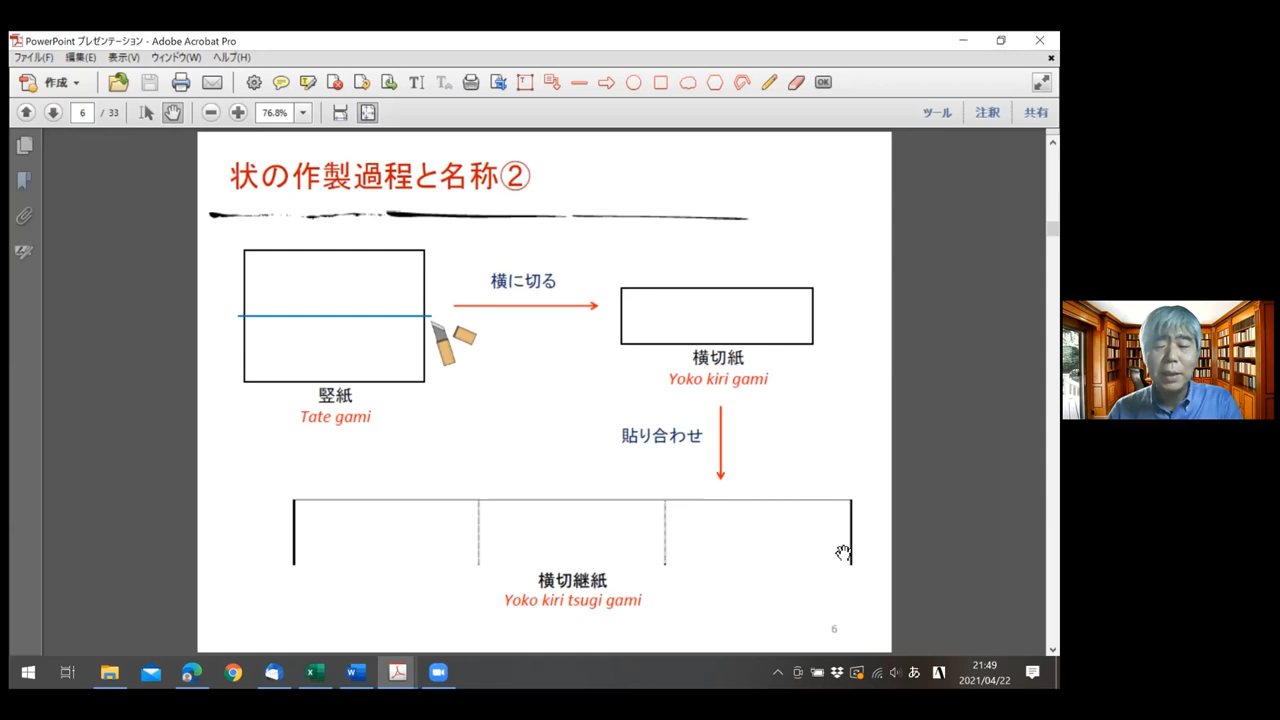 PowerPoint プレゼンテーション - Adobe Acrobat Pro
ファイル(F) 編集(E) 表示(V) ウィンドウ(W) ヘルプ(H)
作成
OK
6 / 33
76.8%
ツール 注釈 共有
状の作製過程と名称②
横に切る
竪紙
Tate gami
横切紙
Yoko kiri gami
貼り合わせ
横切継紙
Yoko kiri tsugi gami
6
あ
21:49
2021/04/22